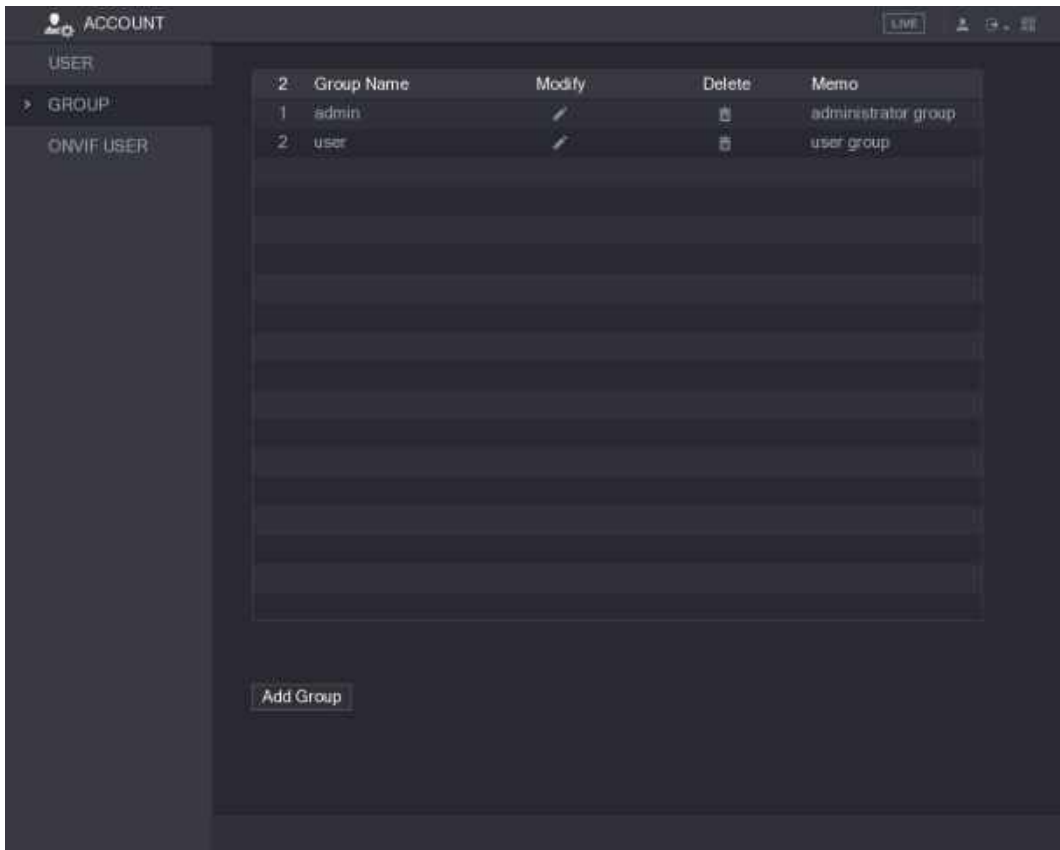 ACCOUNT LIVE
USER
GROUP
ONVIF USER
2 Group Name Modify Delete Memo
1 admin administrator group
2 user user group
Add Group